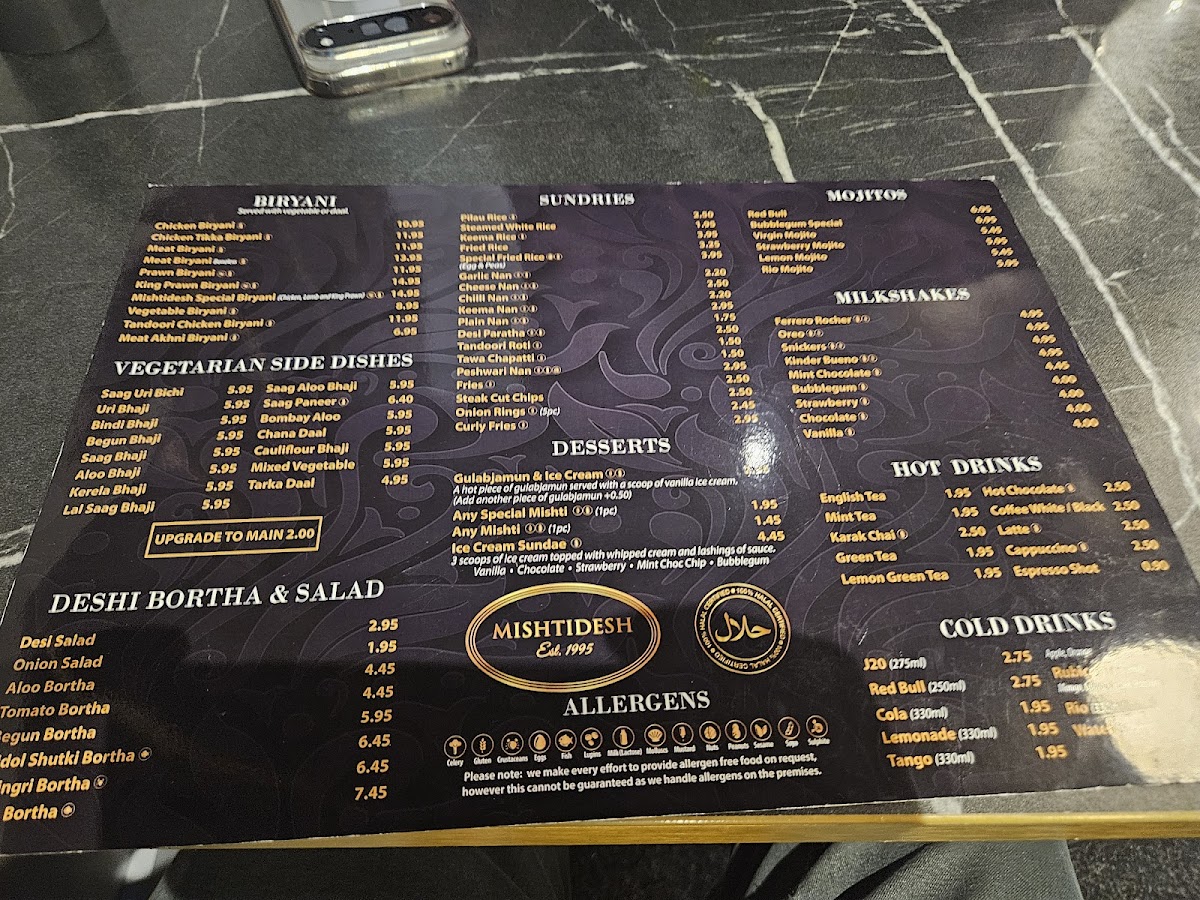 BIRYANI
Served with vegetable or daal.
Chicken Biryani 10.95
Chicken Tikka Biryani 11.95
Meat Biryani 11.95
Meat Biryani 13.95
Prawn Biryani 11.95
King Prawn Biryani 14.95
Mishtidesh Special Biryani (Chicken, Lamb and King Prawn) 14.95
Vegetable Biryani 8.95
Tandoori Chicken Biryani 11.95
Meat Akhni Biryani 6.95
VEGETARIAN SIDE DISHES
Saag Uri Bichi 5.95
Uri Bhaji 5.95
Bindi Bhaji 5.95
Begun Bhaji 5.95
Saag Bhaji 5.95
Aloo Bhaji 5.95
Kerela Bhaji 5.95
Lal Saag Bhaji 5.95
Saag Aloo Bhaji 5.95
Saag Paneer 6.40
Bombay Aloo 5.95
Chana Daal 5.95
Cauliflour Bhaji 5.95
Mixed Vegetable 5.95
Tarka Daal 4.95
UPGRADE TO MAIN 2.00
DESHI BORTHA & SALAD
Desi Salad 2.95
Onion Salad 1.95
Aloo Bortha 4.45
Tomato Bortha 4.45
egun Bortha 5.95
dol Shutki Bortha 6.45
ngri Bortha 6.45
Bortha 7.45
SUNDRIES
Pilau Rice 2.50
Steamed White Rice 1.95
Keema Rice 3.95
Fried Rice 3.25
Special Fried Rice 3.95
(Egg & Peas)
Garlic Nan 2.20
Cheese Nan 2.50
Chilli Nan 2.20
Keema Nan 2.95
Plain Nan 1.75
Desi Paratha 2.50
Tandoori Roti 1.50
Tawa Chapatti 1.50
Peshwari Nan 2.95
Fries 2.50
Steak Cut Chips 2.50
Onion Rings (5pc) 2.45
Curly Fries 2.95
DESSERTS
Gulabjamun & Ice Cream
A hot piece of gulabjamun served with a scoop of vanilla ice cream.
(Add another piece of gulabjamun +0.50)
Any Special Mishti (1pc) 1.95
Any Mishti (1pc) 1.45
Ice Cream Sundae 4.45
3 scoops of ice cream topped with whipped cream and lashings of sauce.
Vanilla • Chocolate • Strawberry • Mint Choc Chip • Bubblegum
MISHTIDESH
Est. 1995
100% HALAL CERTIFIED
حلال
ALLERGENS
Celery Gluten Crustaceans Eggs Fish Lupins Milk (Lactose) Molluscs Mustard Nuts Peanuts Sesame Soya Sulphite
Please note: we make every effort to provide allergen free food on request,
however this cannot be guaranteed as we handle allergens on the premises.
MOJITOS
Red Bull 6.95
Bubblegum Special 6.95
Virgin Mojito 5.45
Strawberry Mojito 5.95
Lemon Mojito 5.45
Rio Mojito 5.95
MILKSHAKES
Ferrero Rocher 4.95
Oreo 4.95
Snickers 4.95
Kinder Bueno 4.95
Mint Chocolate 4.95
Bubblegum 4.00
Strawberry 4.00
Chocolate 4.00
Vanilla 4.00
HOT DRINKS
English Tea 1.95
Mint Tea 1.95
Karak Chai 2.50
Green Tea 1.95
Lemon Green Tea 1.95
Hot Chocolate 2.50
Coffee White / Black 2.50
Latte 2.50
Cappuccino 2.50
Espresso Shot 0.90
COLD DRINKS
J20 (275ml) 2.75
Apple, Orange
Red Bull (250ml) 2.75
Cola (330ml) 1.95
Lemonade (330ml) 1.95
Tango (330ml) 1.95
Rio